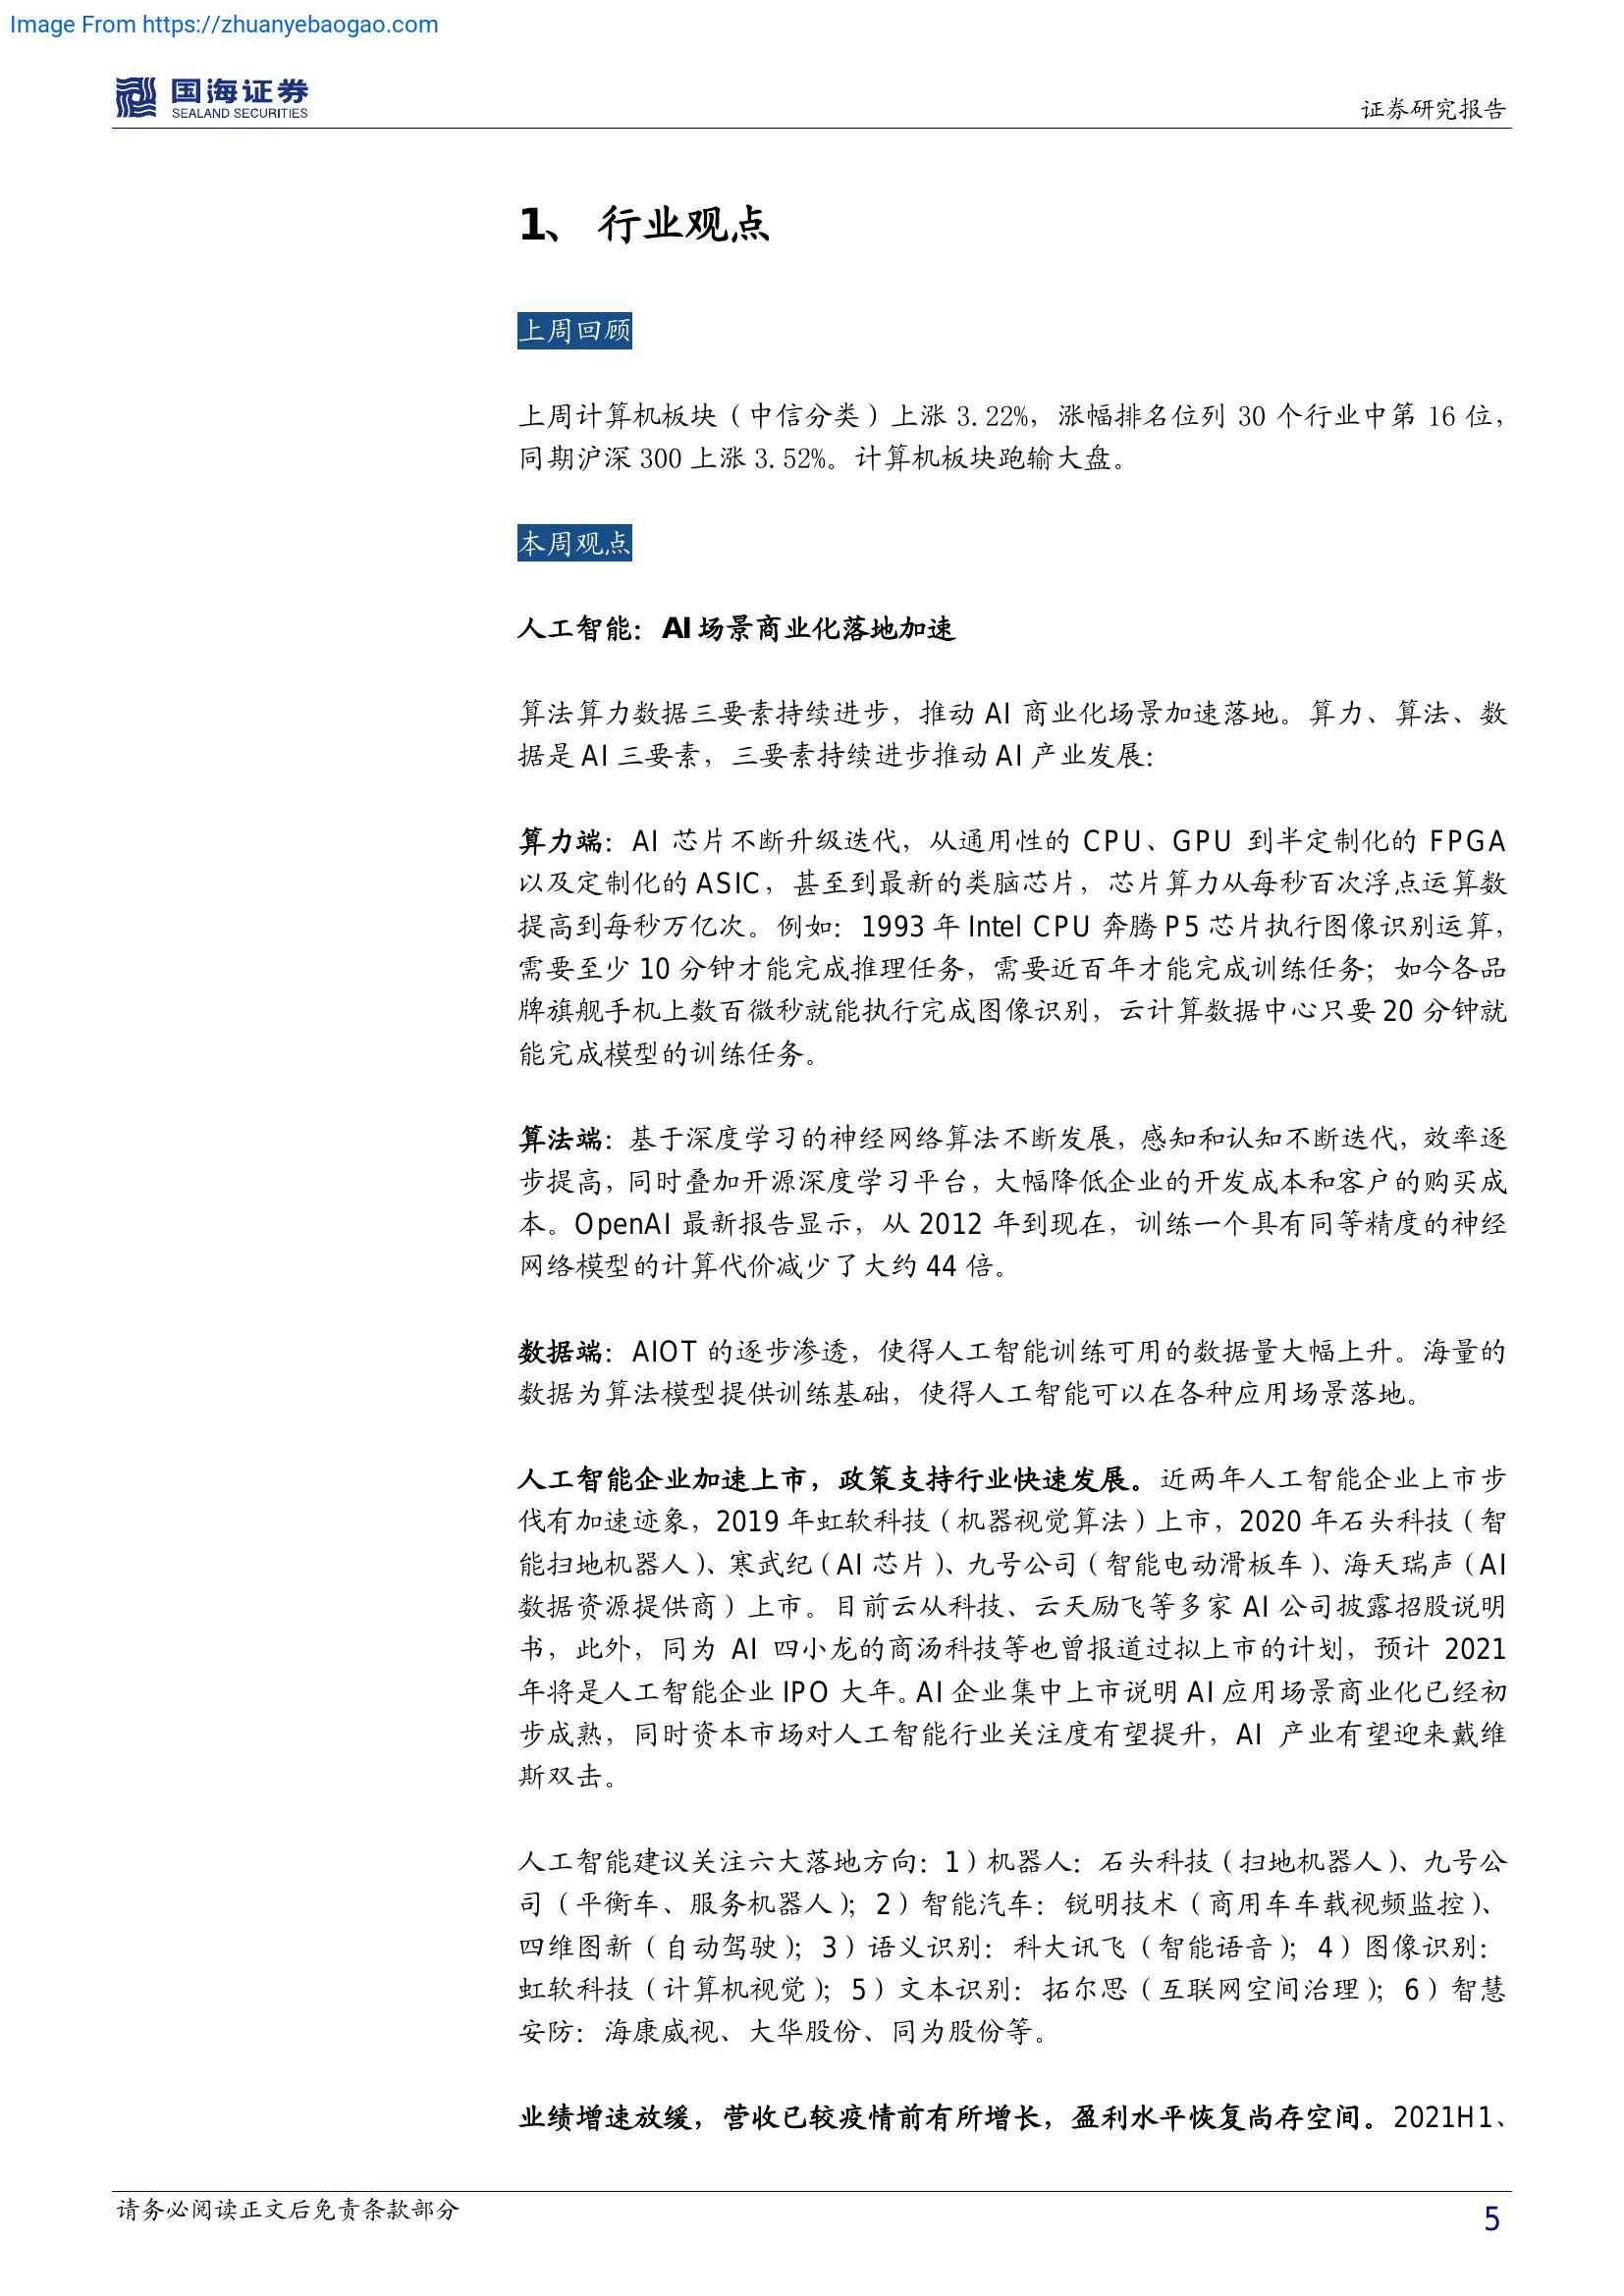 Image From https://zhuanyebaogao.com
国海证券
SEALAND SECURITIES
证券研究报告
1、 行业观点
上周回顾
上周计算机板块（中信分类）上涨 3.22%，涨幅排名位列 30 个行业中第 16 位，
同期沪深 300 上涨 3.52%。计算机板块跑输大盘。
本周观点
人工智能：AI 场景商业化落地加速
算法算力数据三要素持续进步，推动 AI 商业化场景加速落地。算力、算法、数
据是 AI 三要素，三要素持续进步推动 AI 产业发展：
算力端：AI 芯片不断升级迭代，从通用性的 CPU、GPU 到半定制化的 FPGA
以及定制化的 ASIC，甚至到最新的类脑芯片，芯片算力从每秒百次浮点运算数
提高到每秒万亿次。例如：1993 年 Intel CPU 奔腾 P5 芯片执行图像识别运算，
需要至少 10 分钟才能完成推理任务，需要近百年才能完成训练任务；如今各品
牌旗舰手机上数百微秒就能执行完成图像识别，云计算数据中心只要 20 分钟就
能完成模型的训练任务。
算法端：基于深度学习的神经网络算法不断发展，感知和认知不断迭代，效率逐
步提高，同时叠加开源深度学习平台，大幅降低企业的开发成本和客户的购买成
本。OpenAI 最新报告显示，从 2012 年到现在，训练一个具有同等精度的神经
网络模型的计算代价减少了大约 44 倍。
数据端：AIOT 的逐步渗透，使得人工智能训练可用的数据量大幅上升。海量的
数据为算法模型提供训练基础，使得人工智能可以在各种应用场景落地。
人工智能企业加速上市，政策支持行业快速发展。近两年人工智能企业上市步
伐有加速迹象，2019 年虹软科技（机器视觉算法）上市，2020 年石头科技（智
能扫地机器人）、寒武纪（AI 芯片）、九号公司（智能电动滑板车）、海天瑞声（AI
数据资源提供商）上市。目前云从科技、云天励飞等多家 AI 公司披露招股说明
书，此外，同为 AI 四小龙的商汤科技等也曾报道过拟上市的计划，预计 2021
年将是人工智能企业 IPO 大年。AI 企业集中上市说明 AI 应用场景商业化已经初
步成熟，同时资本市场对人工智能行业关注度有望提升，AI 产业有望迎来戴维
斯双击。
人工智能建议关注六大落地方向：1）机器人：石头科技（扫地机器人）、九号公
司（平衡车、服务机器人）；2）智能汽车：锐明技术（商用车车载视频监控）、
四维图新（自动驾驶）；3）语义识别：科大讯飞（智能语音）；4）图像识别：
虹软科技（计算机视觉）；5）文本识别：拓尔思（互联网空间治理）；6）智慧
安防：海康威视、大华股份、同为股份等。
业绩增速放缓，营收已较疫情前有所增长，盈利水平恢复尚存空间。2021H1、
请务必阅读正文后免责条款部分
5